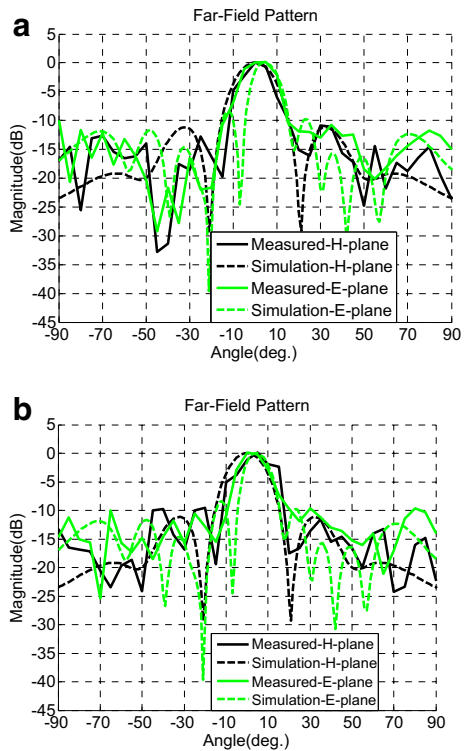 a
Far-Field Pattern
5
0
-5
-10
-15
-20
-25
-30
-35
-40
45
Magnitude(dB)
Measured-H-plane
Simulation-H-plane
Measured-E-plane
Simulation-E-plane
-90 -70 -50 -30 -10 10 30 50 70 90
Angle(deg.)
b
Far-Field Pattern
5
0
-5
-10
-15
-20
-25
-30
-35
-40
-45
Magnitude(dB)
Measured-H-plane
Simulation-H-plane
Measured-E-plane
Simulation-E-plane
-90 -70 -50 -30 -10 10 30 50 70 90
Angle(deg.)